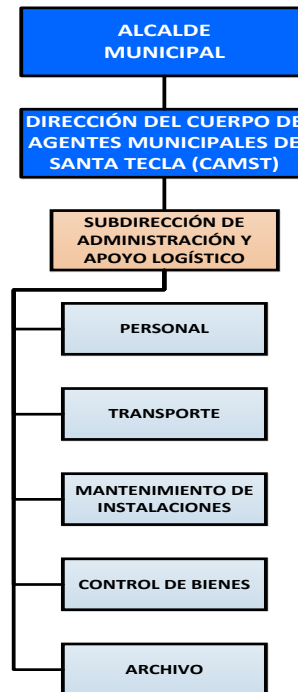 ALCALDE
MUNICIPAL
DIRECCIÓN DEL CUERPO DE
AGENTES MUNICIPALES DE
SANTA TECLA (CAMST)
SUBDIRECCIÓN DE
ADMINISTRACIÓN Y
APOYO LOGÍSTICO
PERSONAL
TRANSPORTE
MANTENIMIENTO DE
INSTALACIONES
CONTROL DE BIENES
ARCHIVO